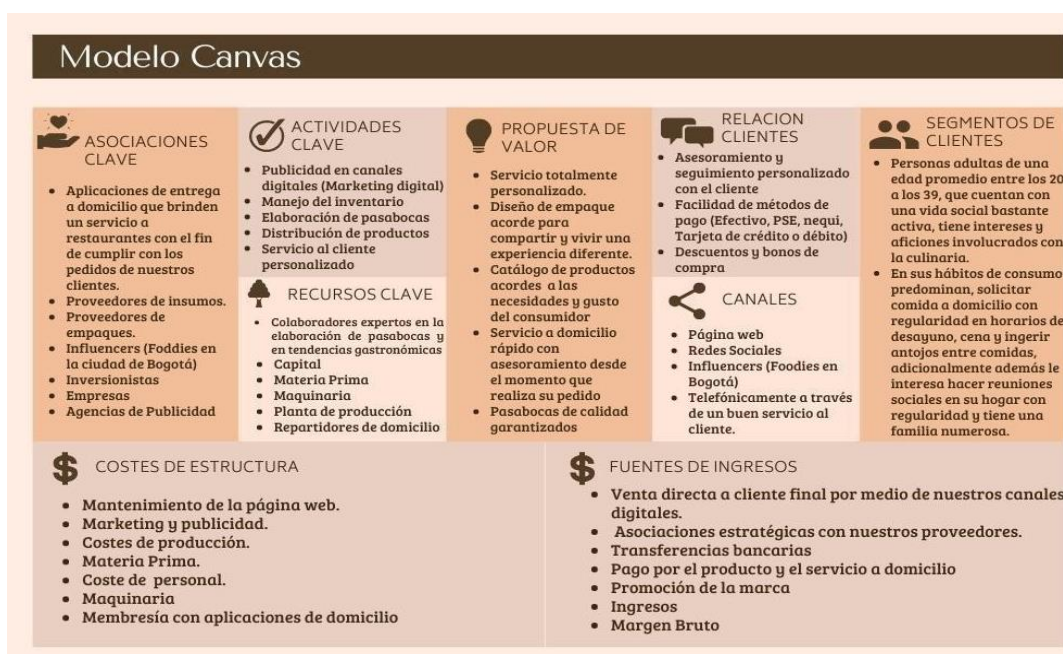 Modelo Canvas
ASOCIACIONES
CLAVE
• Aplicaciones de entrega
a domicilio que brinden
un servicio a
restaurantes con el fin
de cumplir con los
pedidos de nuestros
clientes.
• Proveedores de insumos.
• Proveedores de
empaques.
• Influencers (Foddies en
la ciudad de Bogotá)
• Inversionistas
• Empresas
• Agencias de Publicidad
ACTIVIDADES
CLAVE
• Publicidad en canales
digitales (Marketing digital)
• Manejo del inventario
• Elaboración de pasabocas
• Distribución de productos
• Servicio al cliente
personalizado
RECURSOS CLAVE
• Colaboradores expertos en la
elaboración de pasabocas y
en tendencias gastronómicas
• Capital
• Materia Prima
• Maquinaria
• Planta de producción
• Repartidores de domicilio
PROPUESTA DE
VALOR
• Servicio totalmente
personalizado.
• Diseño de empaque
acorde para
compartir y vivir una
experiencia diferente.
• Catálogo de productos
acordes a las
necesidades y gusto
del consumidor
• Servicio a domicilio
rápido con
asesoramiento desde
el momento que
realiza su pedido
• Pasabocas de calidad
garantizados
RELACION
CLIENTES
• Asesoramiento y
seguimiento personalizado
con el cliente
• Facilidad de métodos de
pago (Efectivo, PSE, nequi,
Tarjeta de crédito o débito)
• Descuentos y bonos de
compra
CANALES
• Página web
• Redes Sociales
• Influencers (Foodies en
Bogotá)
• Telefónicamente a través
de un buen servicio al
cliente.
SEGMENTOS DE
CLIENTES
• Personas adultas de una
edad promedio entre los 20
a los 39, que cuentan con
una vida social bastante
activa, tiene intereses y
aficiones involucrados con
la culinaria.
• En sus hábitos de consumo
predominan, solicitar
comida a domicilio con
regularidad en horarios de
desayuno, cena y ingerir
antojos entre comidas,
adicionalmente además le
interesa hacer reuniones
sociales en su hogar con
regularidad y tiene una
familia numerosa.
COSTES DE ESTRUCTURA
• Mantenimiento de la página web.
• Marketing y publicidad.
• Costes de producción.
• Materia Prima.
• Coste de personal.
• Maquinaria
• Membresía con aplicaciones de domicilio
FUENTES DE INGRESOS
• Venta directa a cliente final por medio de nuestros canales
digitales.
• Asociaciones estratégicas con nuestros proveedores.
• Transferencias bancarias
• Pago por el producto y el servicio a domicilio
• Promoción de la marca
• Ingresos
• Margen Bruto